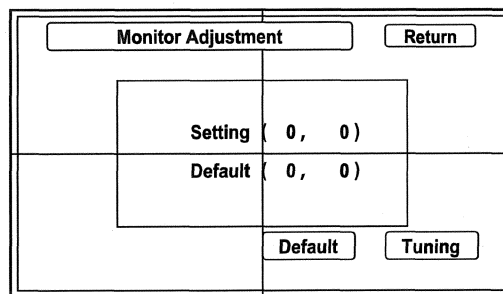 Monitor Adjustment Return
Setting ( 0, 0)
Default ( 0, 0)
Default Tuning